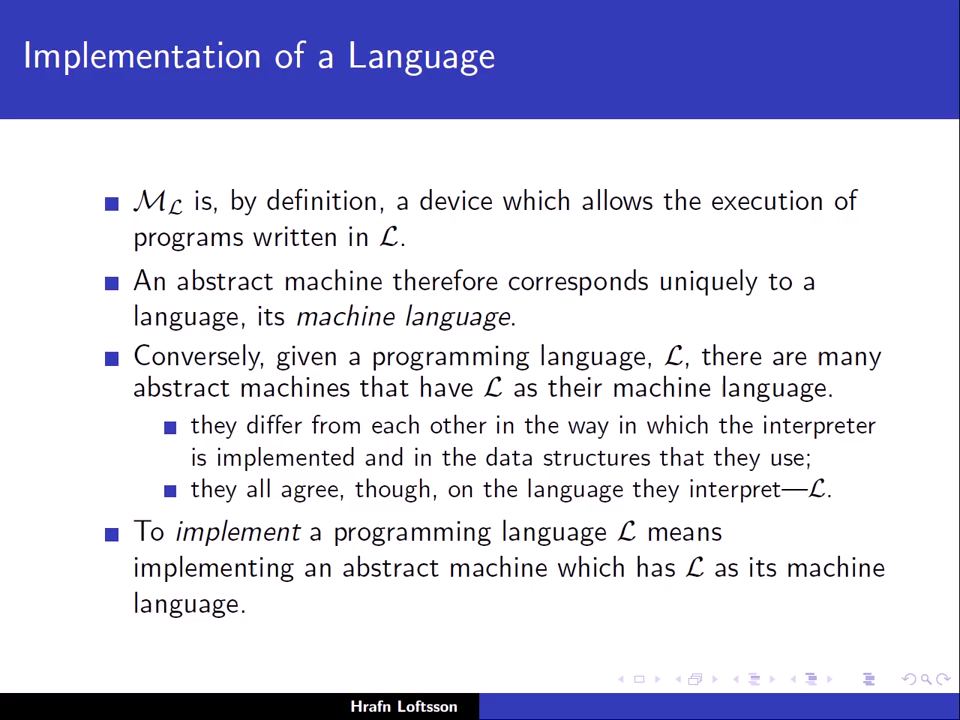 Implementation of a Language
ℳ_ℒ is, by definition, a device which allows the execution of
programs written in ℒ.
An abstract machine therefore corresponds uniquely to a
language, its machine language.
Conversely, given a programming language, ℒ, there are many
abstract machines that have ℒ as their machine language.
they differ from each other in the way in which the interpreter
is implemented and in the data structures that they use;
they all agree, though, on the language they interpret—ℒ.
To implement a programming language ℒ means
implementing an abstract machine which has ℒ as its machine
language.
Hrafn Loftsson